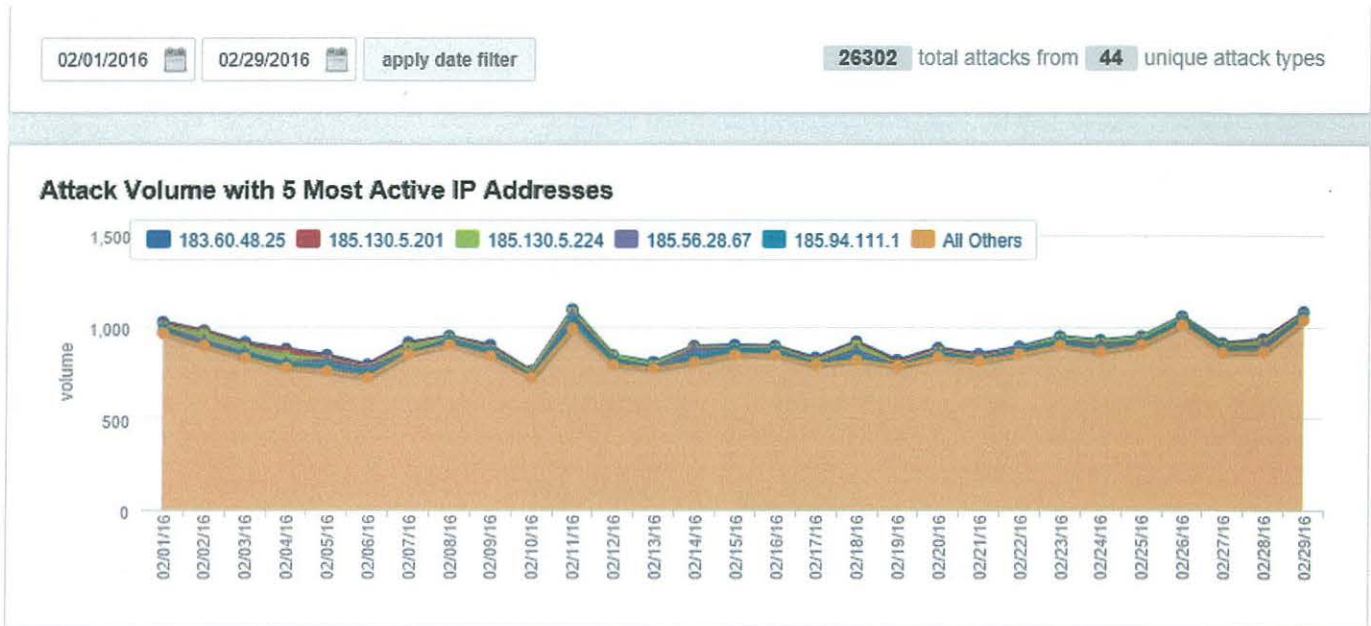 02/01/2016 02/29/2016 apply date filter 26302 total attacks from 44 unique attack types
Attack Volume with 5 Most Active IP Addresses
1,500 183.60.48.25 185.130.5.201 185.130.5.224 185.56.28.67 185.94.111.1 All Others
1,000
volume
500
0
02/01/16 02/02/16 02/03/16 02/04/16 02/05/16 02/06/16 02/07/16 02/08/16 02/09/16 02/10/16 02/11/16 02/12/16 02/13/16 02/14/16 02/15/16 02/16/16 02/17/16 02/18/16 02/19/16 02/20/16 02/21/16 02/22/16 02/23/16 02/24/16 02/25/16 02/26/16 02/27/16 02/28/16 02/29/16